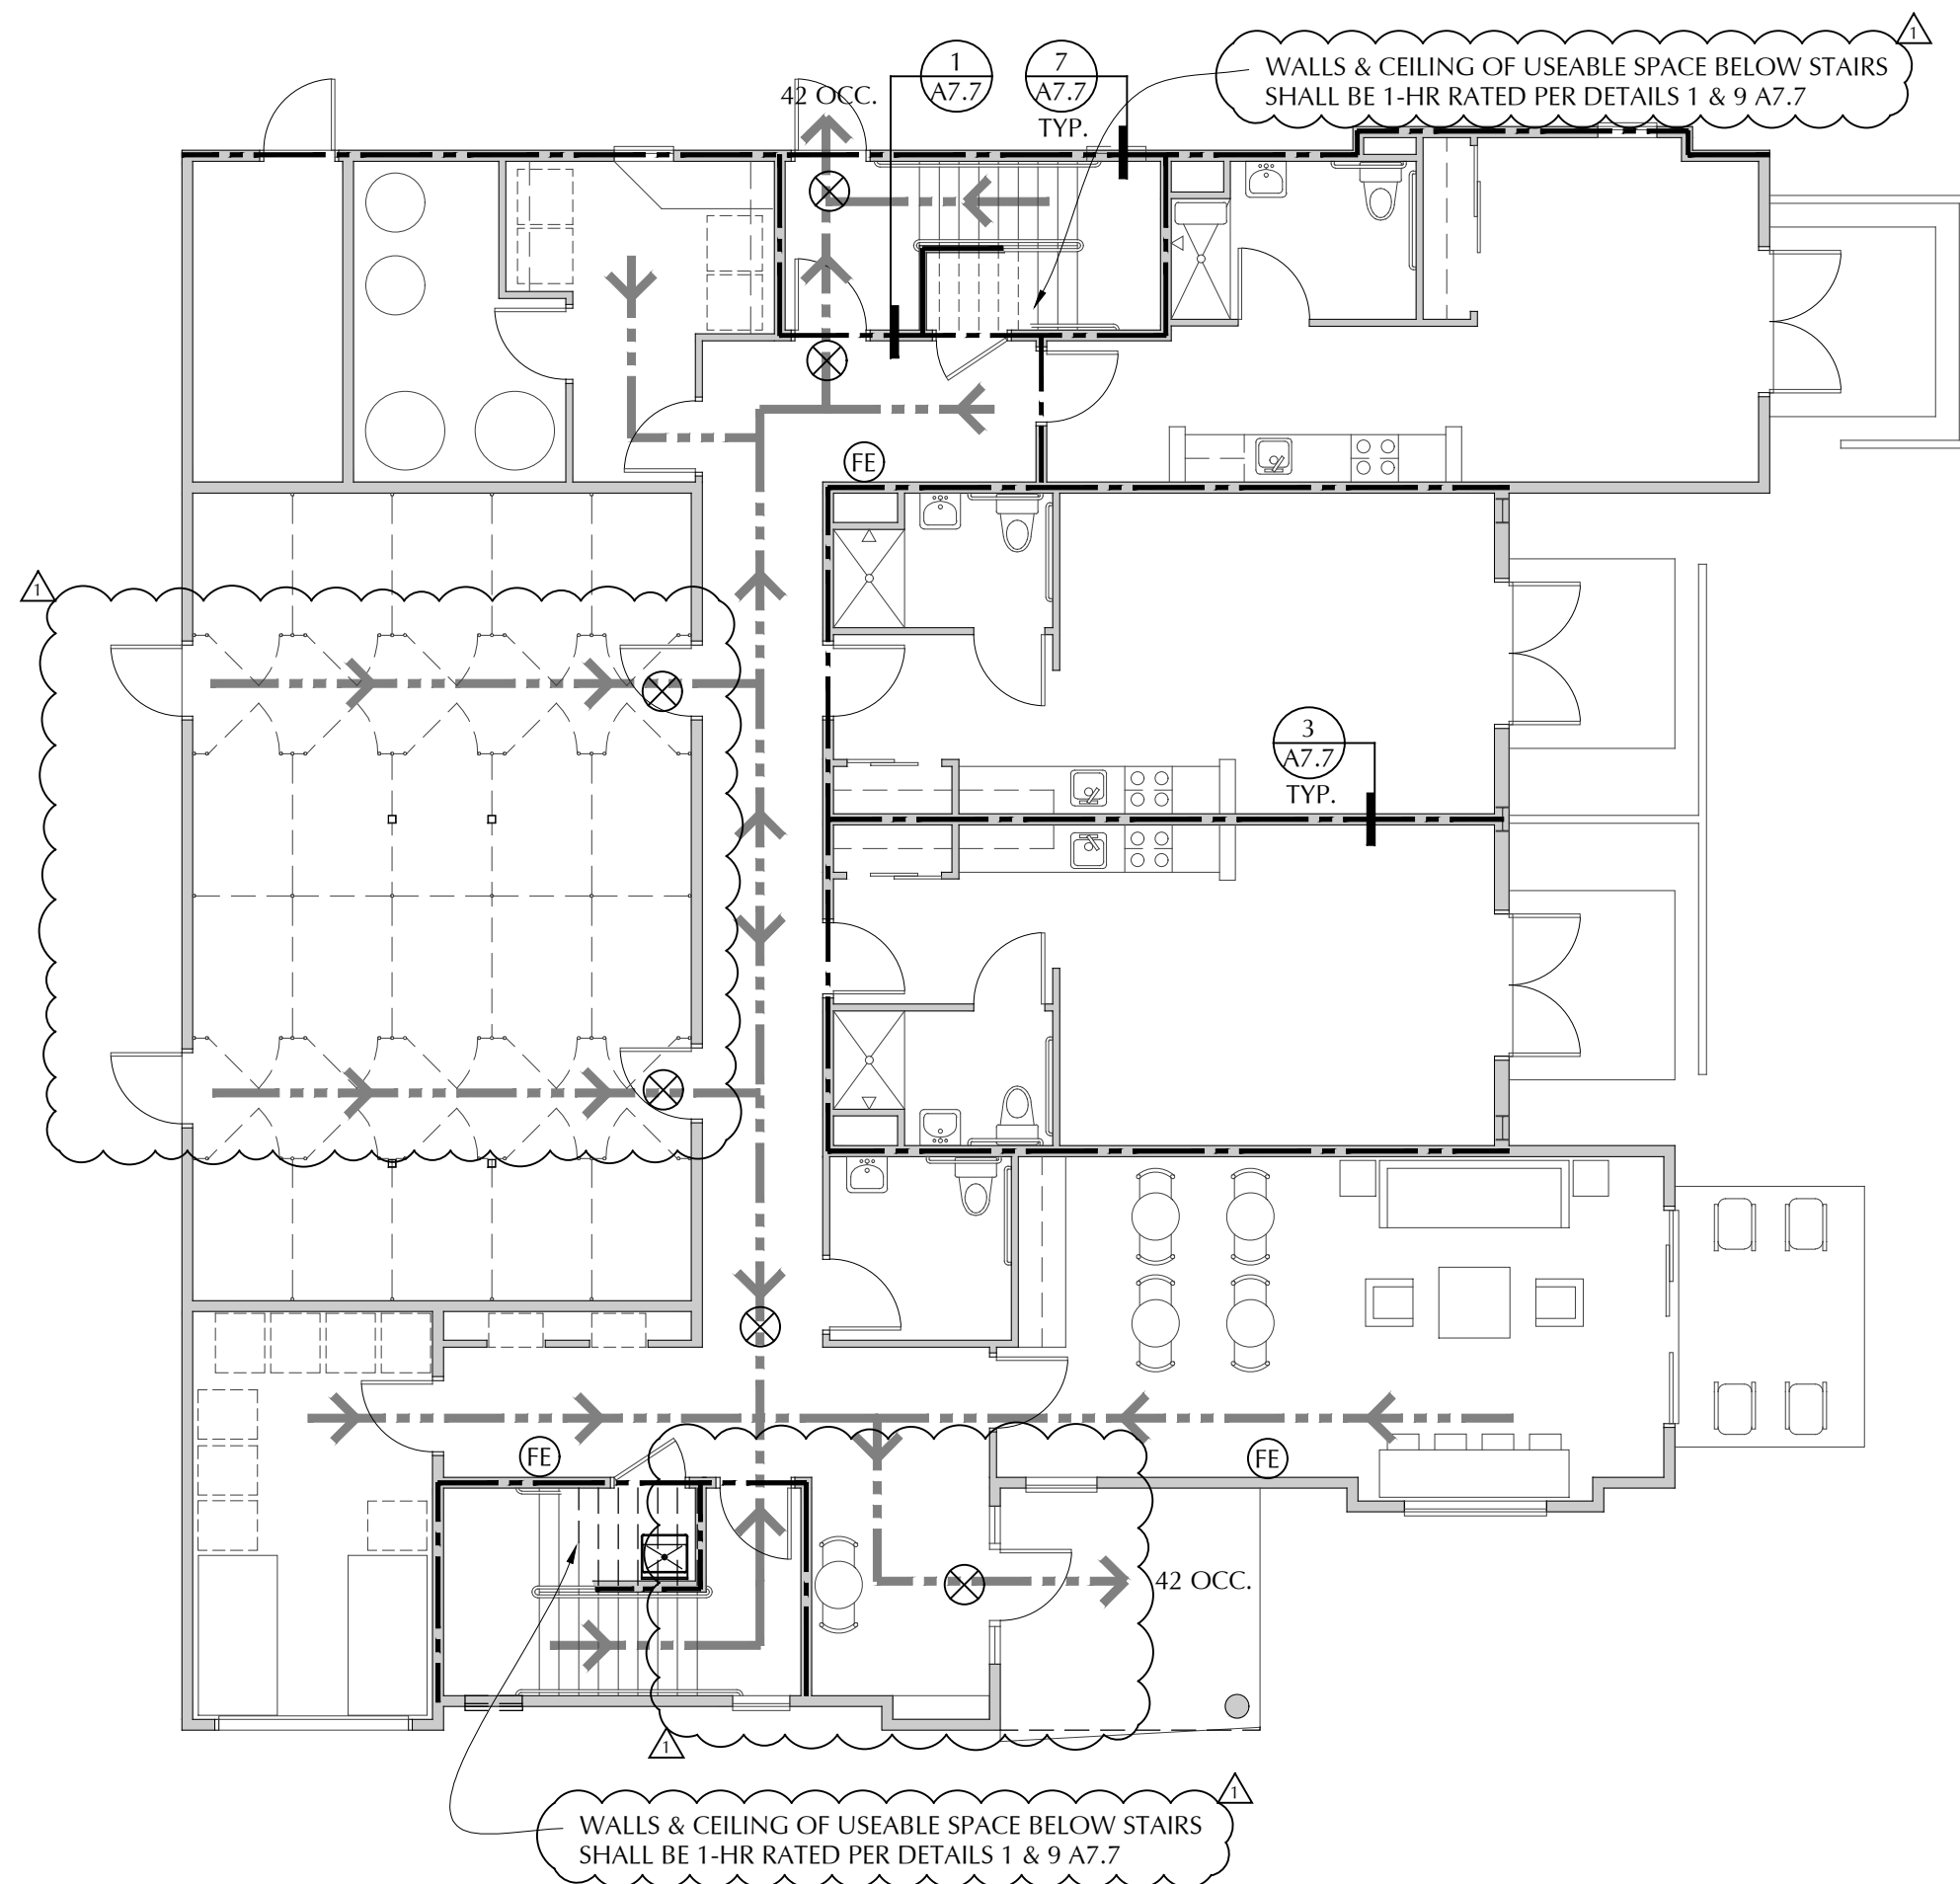 1
WALLS & CEILING OF USEABLE SPACE BELOW STAIRS
SHALL BE 1-HR RATED PER DETAILS 1 & 9 A7.7
1
A7.7
7
A7.7
TYP.
42 OCC.
FE
1
3
A7.7
TYP.
FE
FE
42 OCC.
1
1
WALLS & CEILING OF USEABLE SPACE BELOW STAIRS
SHALL BE 1-HR RATED PER DETAILS 1 & 9 A7.7